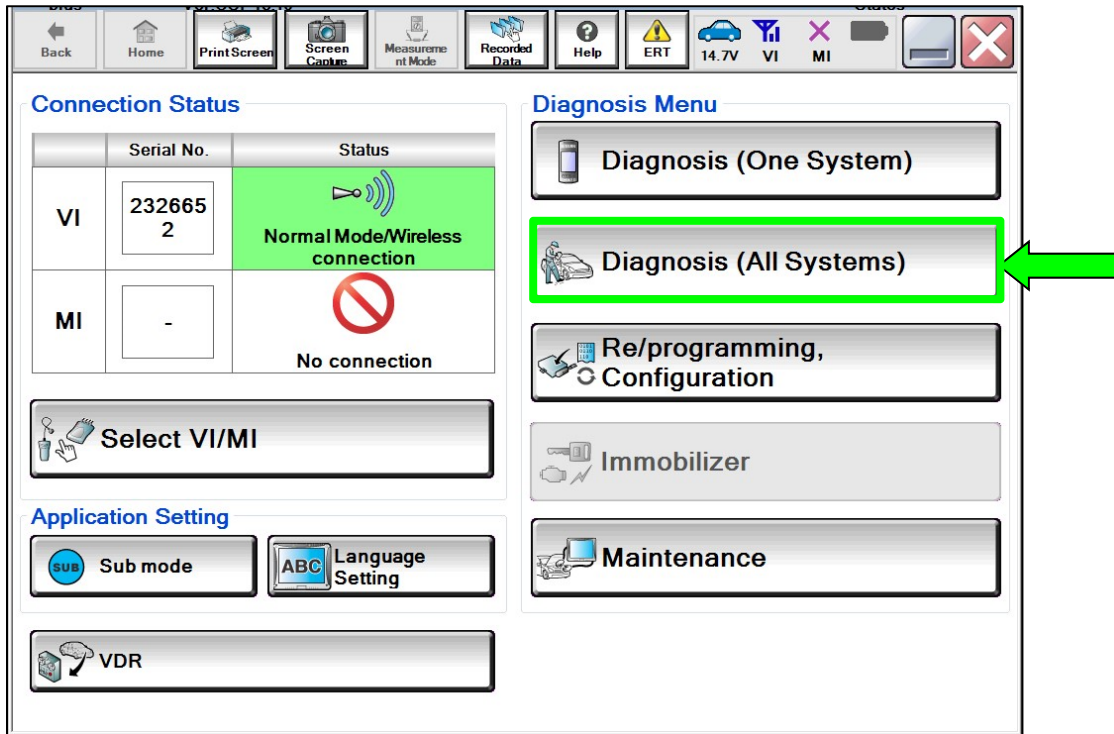 Back
Home
Print Screen
Screen
Capture
Measureme
nt Mode
Recorded
Data
Help
ERT
14.7V
VI
MI
Connection Status
Serial No.
Status
VI
232665
2
Normal Mode/Wireless
connection
MI
-
No connection
Select VI/MI
Application Setting
SUB
Sub mode
ABC
Language
Setting
VDR
Diagnosis Menu
Diagnosis (One System)
Diagnosis (All Systems)
Re/programming,
Configuration
Immobilizer
Maintenance